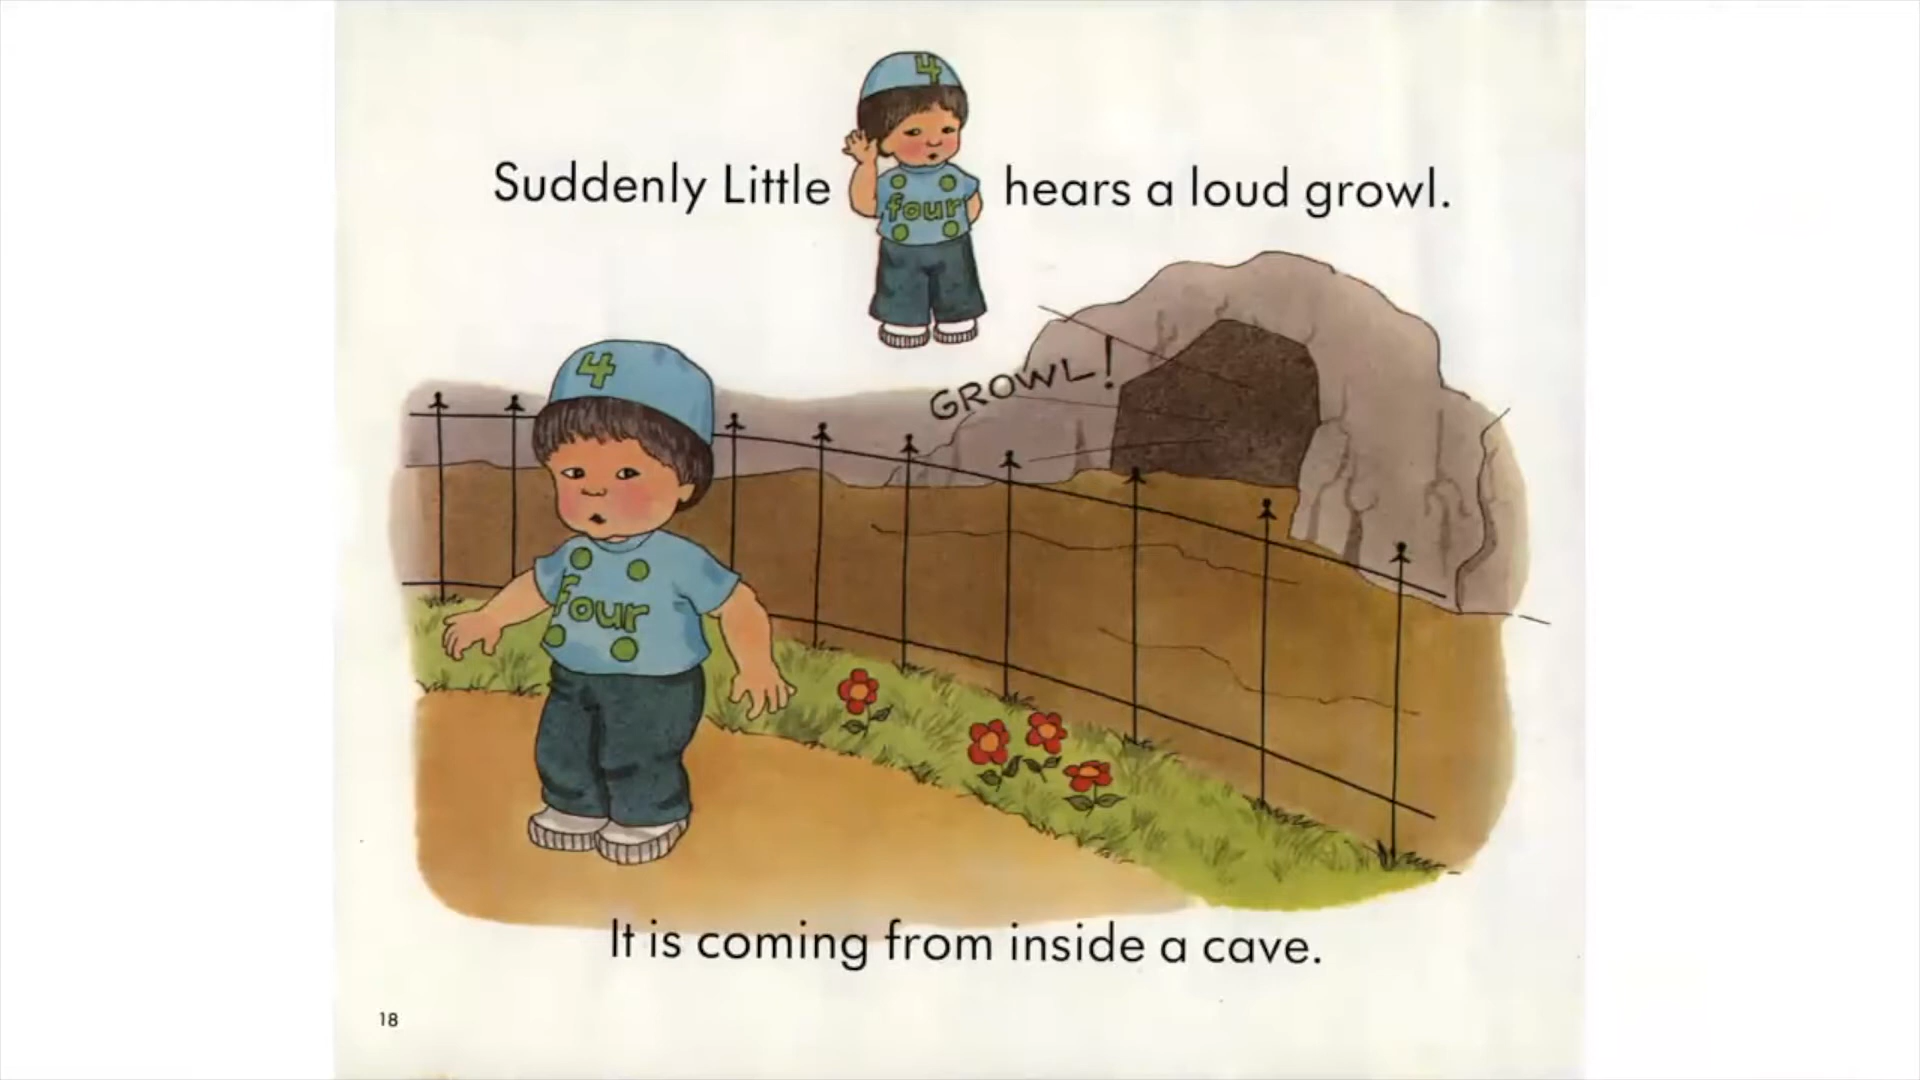 4
four
Suddenly Little hears a loud growl.
GROWL!
4
four
It is coming from inside a cave.
18